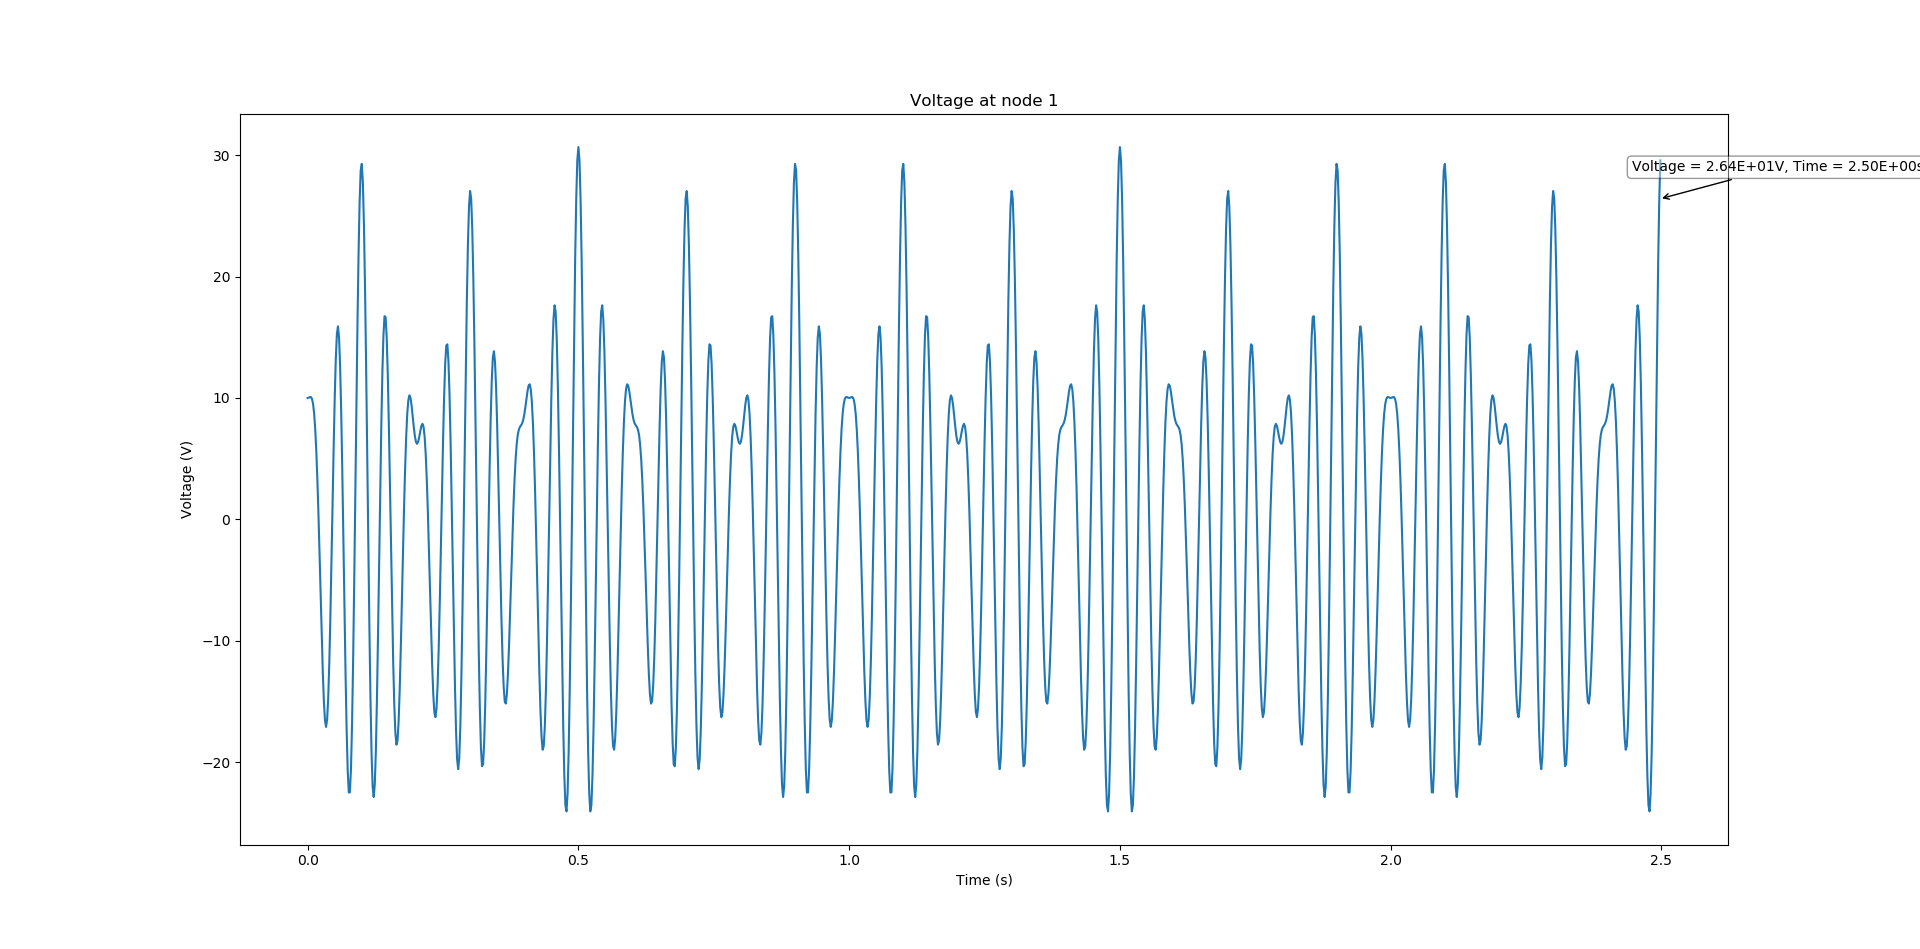 Voltage at node 1
30
Voltage = 2.64E+01V, Time = 2.50E+00s
20
10
Voltage (V)
0
−10
−20
0.0 0.5 1.0 1.5 2.0 2.5
Time (s)